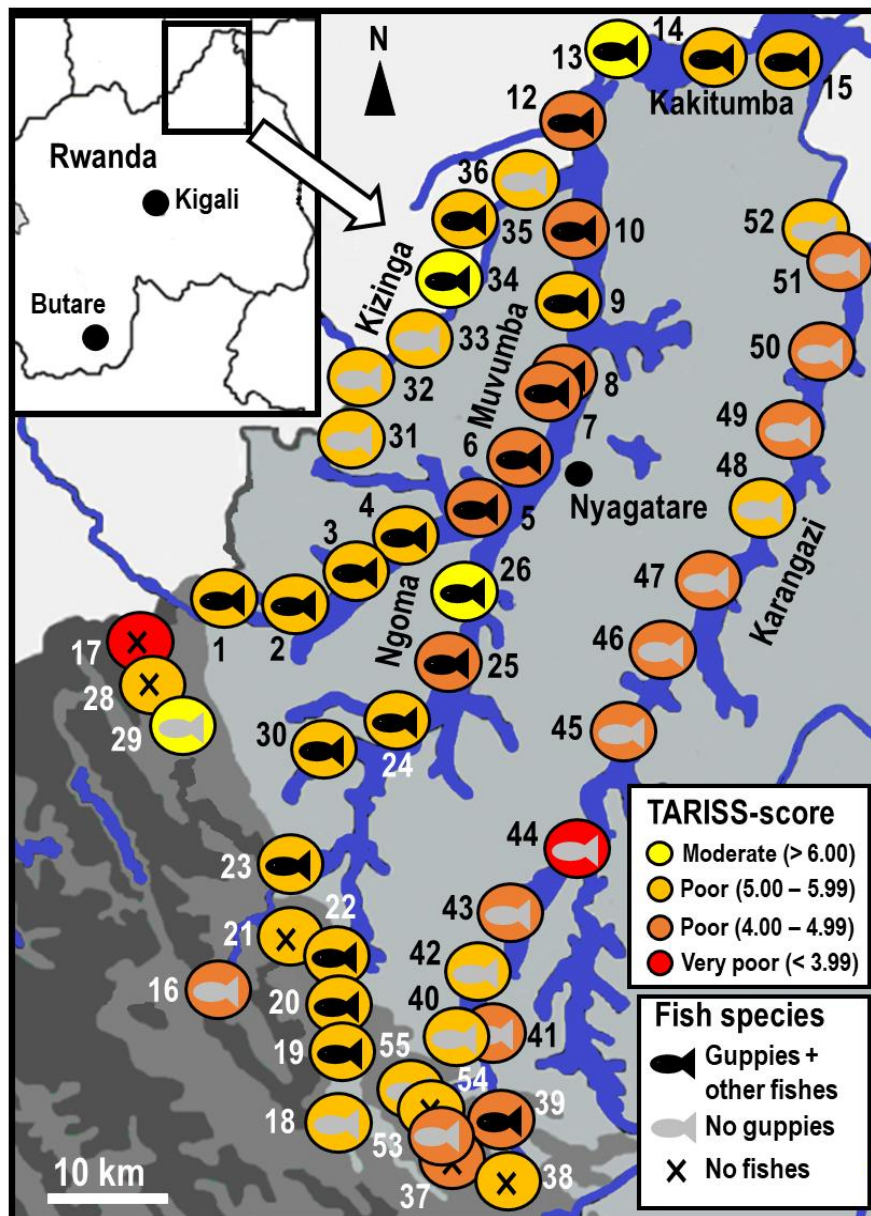 N
Rwanda
Kigali
Butare
13
14
15
Kakitumba
12
36
35
10
52
51
34
Kizinga
9
33
50
Muvumba
8
32
7
49
31
6
48
Nyagatare
4
5
3
26
47
Karangazi
Ngoma
1
2
17
25
46
28
29
30
24
45
44
23
43
22
21
42
16
20
40
41
19
55
54
39
18
53
37
38
10 km
TARISS-score
Moderate (> 6.00)
Poor (5.00 – 5.99)
Poor (4.00 – 4.99)
Very poor (< 3.99)
Fish species
Guppies +
other fishes
No guppies
No fishes